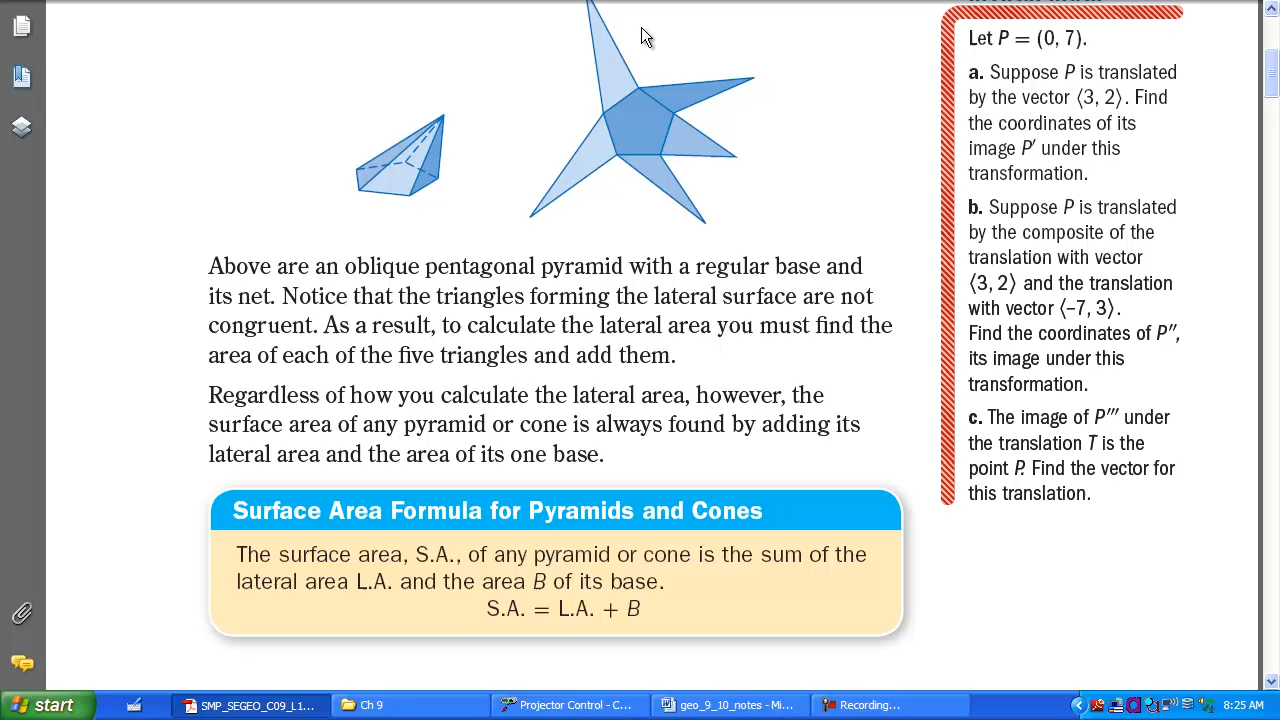 Above are an oblique pentagonal pyramid with a regular base and
its net. Notice that the triangles forming the lateral surface are not
congruent. As a result, to calculate the lateral area you must find the
area of each of the five triangles and add them.
Regardless of how you calculate the lateral area, however, the
surface area of any pyramid or cone is always found by adding its
lateral area and the area of its one base.
Surface Area Formula for Pyramids and Cones
The surface area, S.A., of any pyramid or cone is the sum of the
lateral area L.A. and the area B of its base.
S.A. = L.A. + B
Let P = (0, 7).
a. Suppose P is translated
by the vector ⟨3, 2⟩. Find
the coordinates of its
image P′ under this
transformation.
b. Suppose P is translated
by the composite of the
translation with vector
⟨3, 2⟩ and the translation
with vector ⟨–7, 3⟩.
Find the coordinates of P″,
its image under this
transformation.
c. The image of P‴ under
the translation T is the
point P. Find the vector for
this translation.
start
SMP_SEGEO_C09_L1...
Ch 9
Projector Control - C...
geo_9_10_notes - Mi...
Recording...
8:25 AM